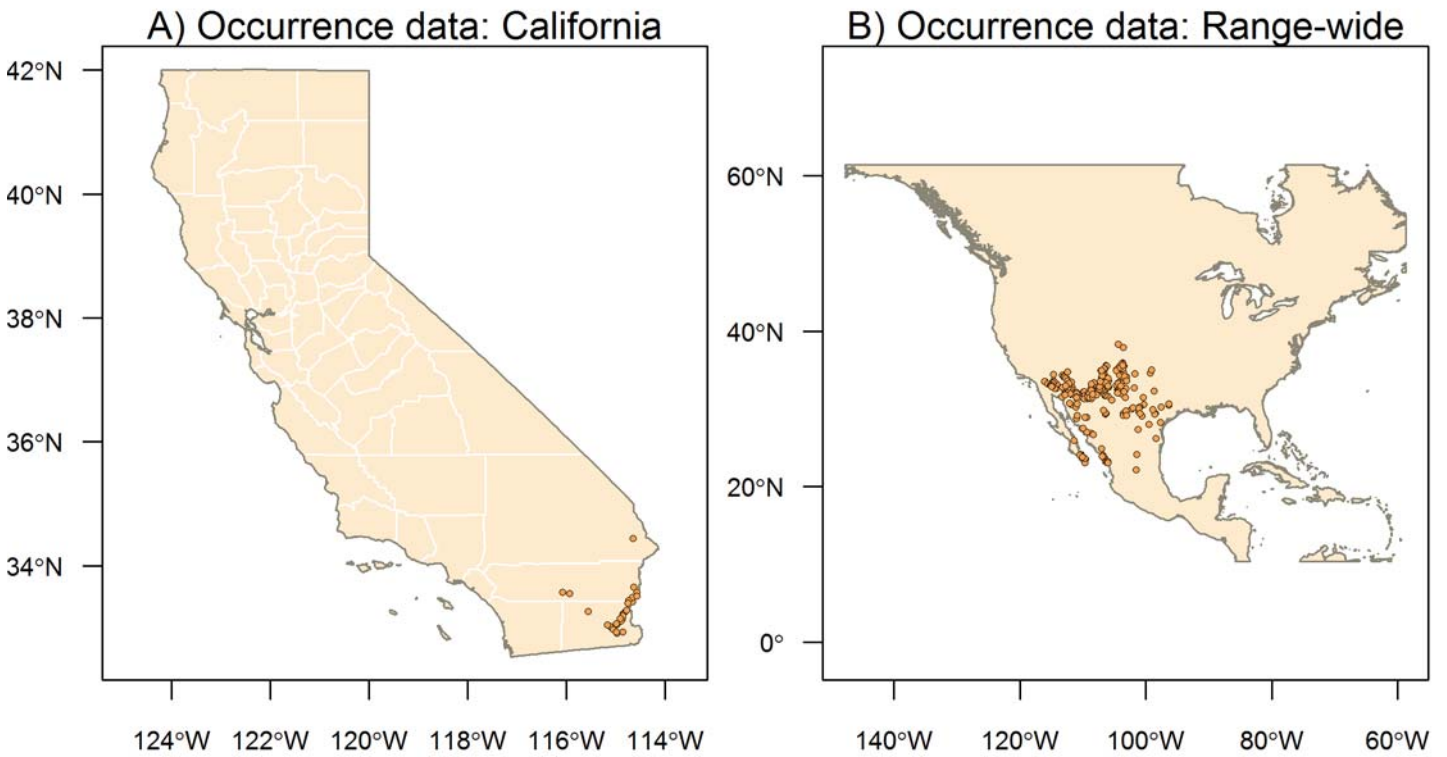 A) Occurrence data: California
42°N
40°N
38°N
36°N
34°N
124°W 122°W 120°W 118°W 116°W 114°W
B) Occurrence data: Range-wide
60°N
40°N
20°N
0°
140°W 120°W 100°W 80°W 60°W